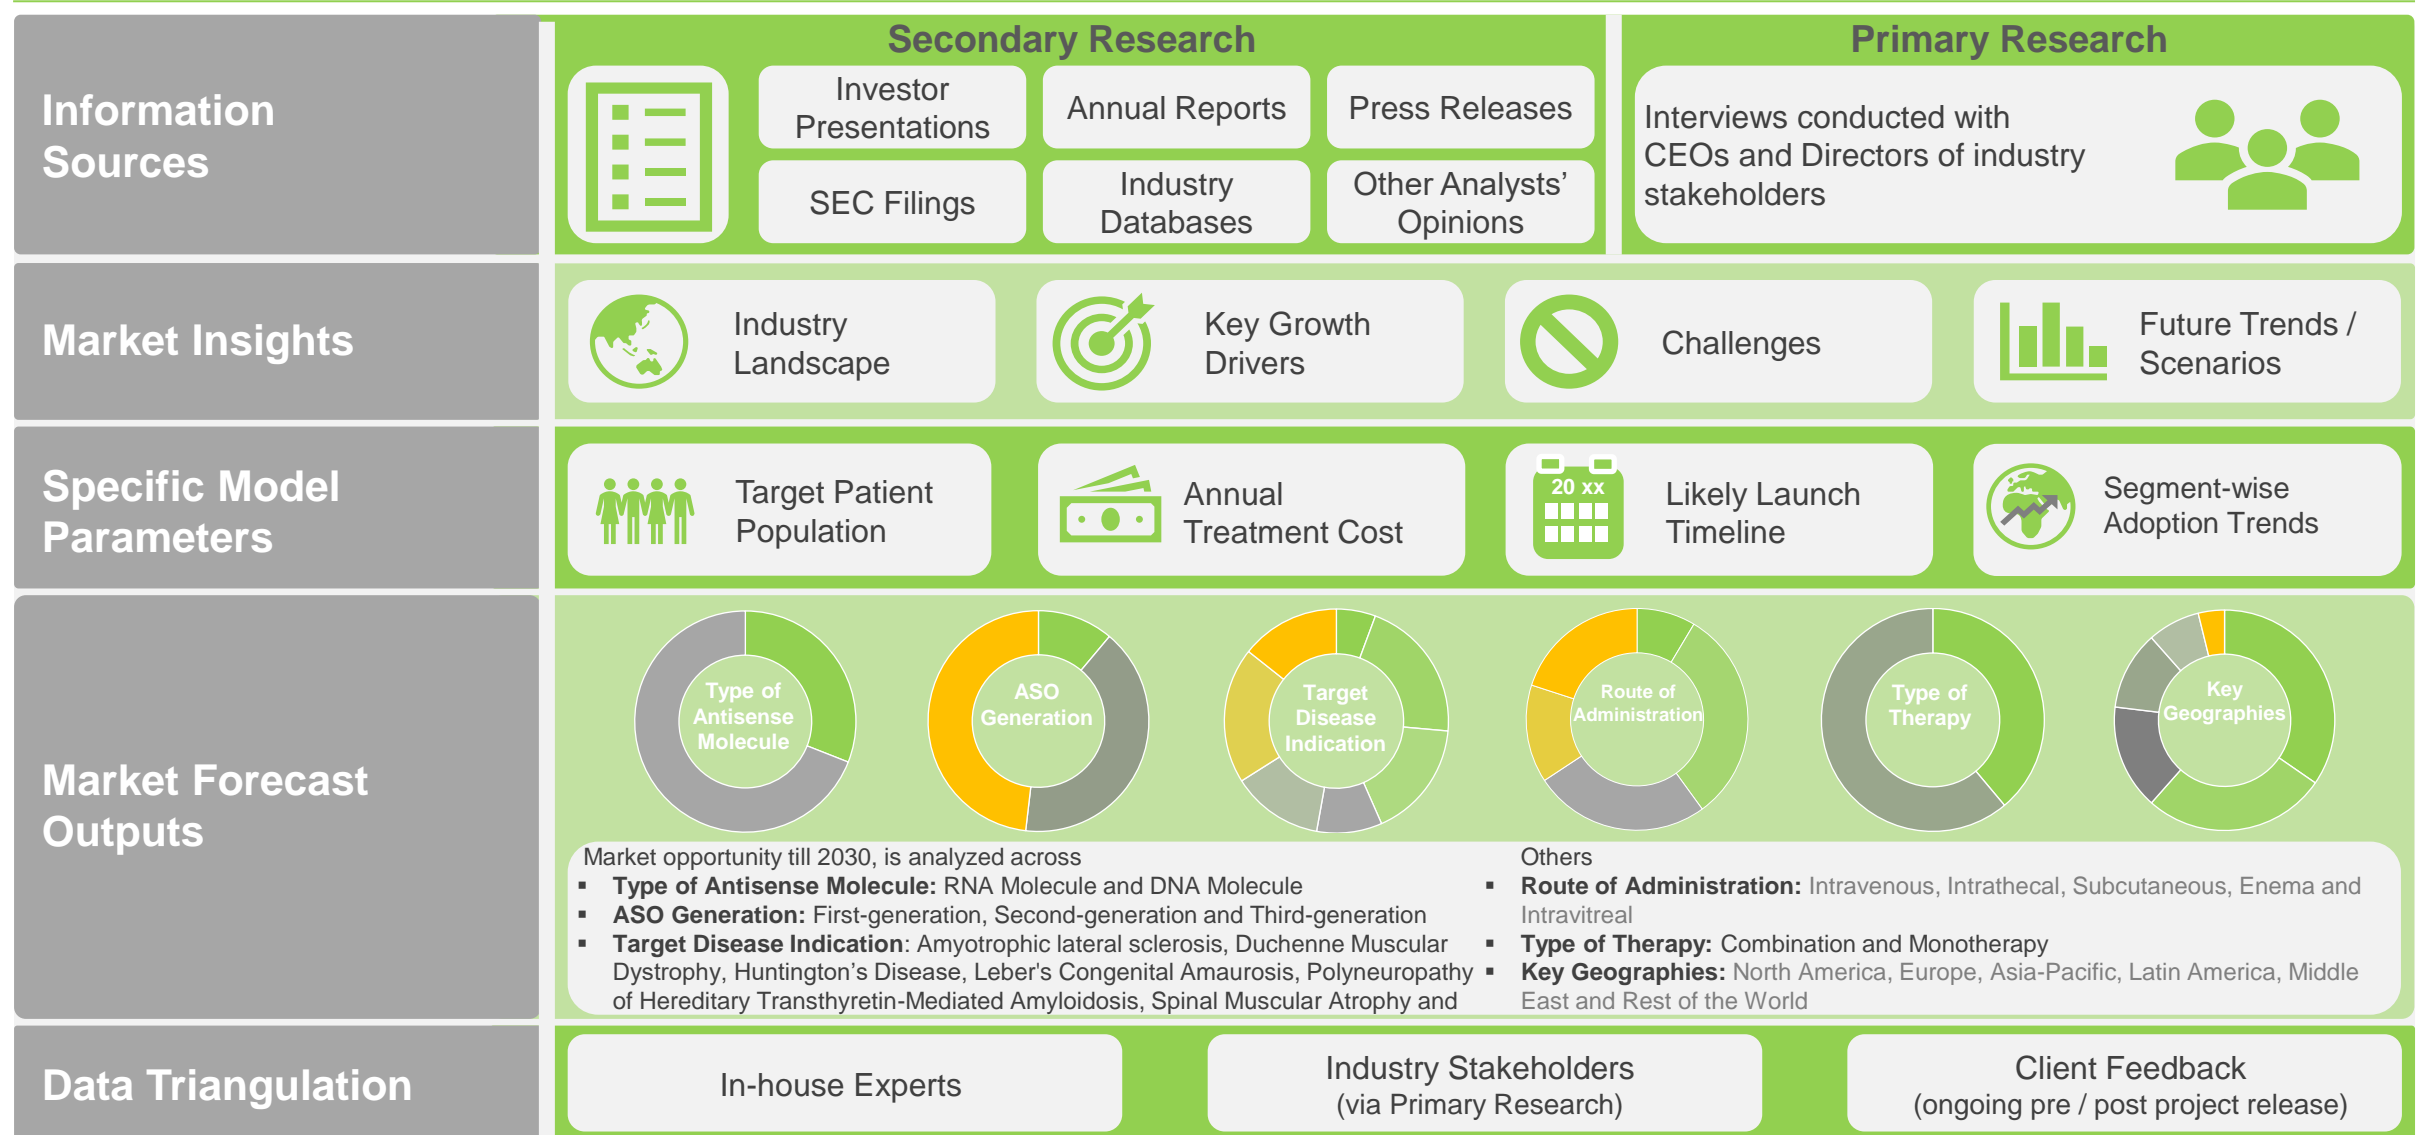 Information
Sources
Secondary Research
Investor
Presentations
Annual Reports
Press Releases
SEC Filings
Industry
Databases
Other Analysts’
Opinions
Primary Research
Interviews conducted with
CEOs and Directors of industry
stakeholders
Market Insights
Industry
Landscape
Key Growth
Drivers
Challenges
Future Trends /
Scenarios
Specific Model
Parameters
Target Patient
Population
Annual
Treatment Cost
20 xx
Likely Launch
Timeline
Segment-wise
Adoption Trends
Market Forecast
Outputs
Type of
Antisense
Molecule
ASO
Generation
Target
Disease
Indication
Route of
Administration
Type of
Therapy
Key
Geographies
Market opportunity till 2030, is analyzed across
▪ Type of Antisense Molecule: RNA Molecule and DNA Molecule
▪ ASO Generation: First-generation, Second-generation and Third-generation
▪ Target Disease Indication: Amyotrophic lateral sclerosis, Duchenne Muscular
Dystrophy, Huntington’s Disease, Leber's Congenital Amaurosis, Polyneuropathy
of Hereditary Transthyretin-Mediated Amyloidosis, Spinal Muscular Atrophy and
Others
▪ Route of Administration: Intravenous, Intrathecal, Subcutaneous, Enema and
Intravitreal
▪ Type of Therapy: Combination and Monotherapy
▪ Key Geographies: North America, Europe, Asia-Pacific, Latin America, Middle
East and Rest of the World
Data Triangulation
In-house Experts
Industry Stakeholders
(via Primary Research)
Client Feedback
(ongoing pre / post project release)